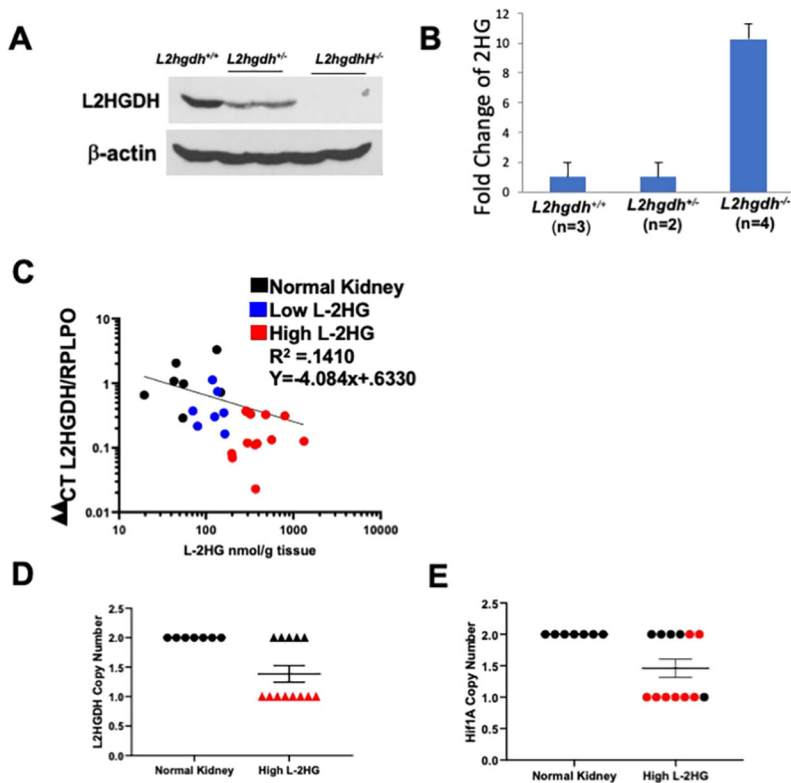 A
L2hgdh+/+ L2hgdh+/- L2hgdhH-/-
L2HGDH
β-actin
B
Fold Change of 2HG
12
10
8
6
4
2
0
L2hgdh+/+ L2hgdh+/- L2hgdh-/-
(n=3) (n=2) (n=4)
C
Normal Kidney
Low L-2HG
High L-2HG
R² =.1410
Y=-4.084x+.6330
▲▲CT L2HGDH/RPLPO
10
1
0.1
0.01
10 100 1000 10000
L-2HG nmol/g tissue
D
L2HGDH Copy Number
2.5
2.0
1.5
1.0
0.5
0.0
Normal Kidney High L-2HG
E
Hif1A Copy Number
2.5
2.0
1.5
1.0
0.5
0.0
Normal Kidney High L-2HG